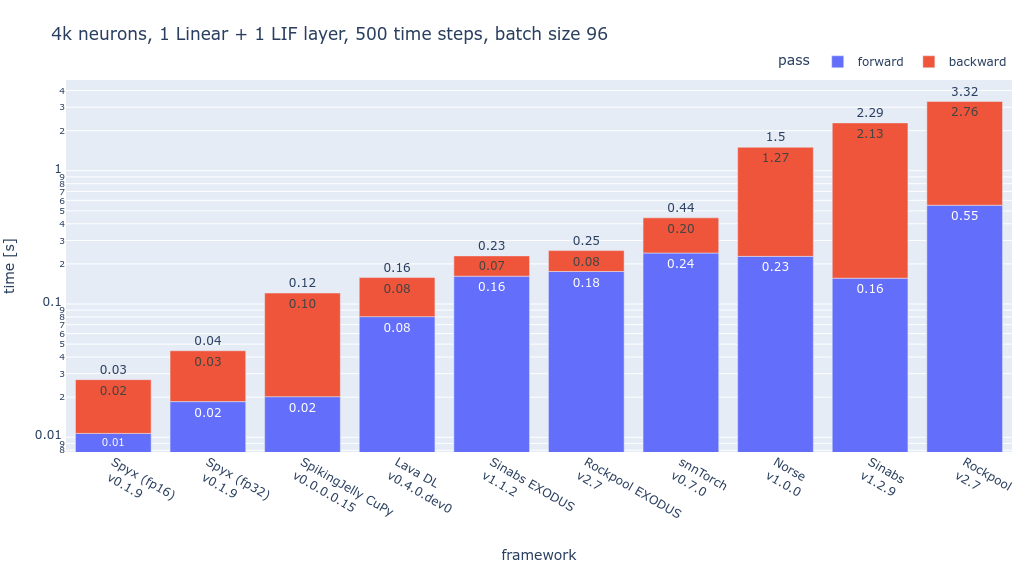 4k neurons, 1 Linear + 1 LIF layer, 500 time steps, batch size 96
pass forward backward
4
3
2
1
9
8
7
6
5
4
3
2
0.1
9
8
7
6
5
4
3
2
0.01
9
8
time [s]
0.03
0.02
0.01
0.04
0.03
0.02
0.12
0.10
0.02
0.16
0.08
0.08
0.23
0.07
0.16
0.25
0.08
0.18
0.44
0.20
0.24
1.5
1.27
0.23
2.29
2.13
0.16
3.32
2.76
0.55
Spyx (fp16)
v0.1.9
Spyx (fp32)
v0.1.9
SpikingJelly CuPy
v0.0.0.0.15
Lava DL
v0.4.0.dev0
Sinabs EXODUS
v1.1.2
Rockpool EXODUS
v2.7
snnTorch
v0.7.0
Norse
v1.0.0
Sinabs
v1.2.9
Rockpool
v2.7
framework